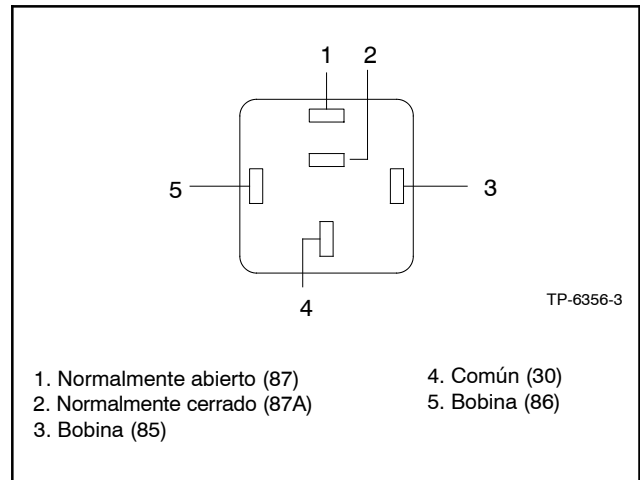 1
2
5
3
4
TP-6356-3
1. Normalmente abierto (87)
2. Normalmente cerrado (87A)
3. Bobina (85)
4. Común (30)
5. Bobina (86)